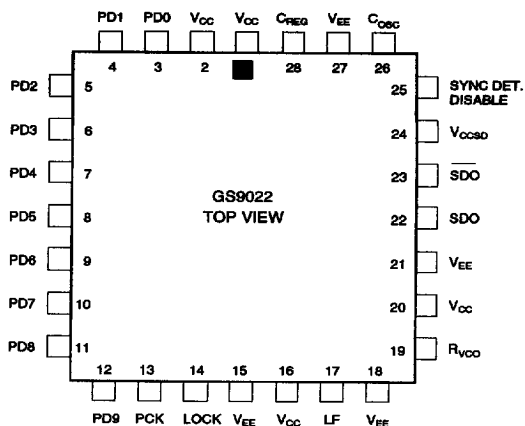 PD1 PD0 VCC VCC CREG VEE COSC
4 3 2 28 27 26
PD2 5 25 SYNC DET. DISABLE
PD3 6 24 VCCSD
PD4 7 23 SDO
GS9022
TOP VIEW
PD5 8 22 SDO
PD6 9 21 VEE
PD7 10 20 VCC
PD8 11 19 RVCO
12 13 14 15 16 17 18
PD9 PCK LOCK VEE VCC LF VEE